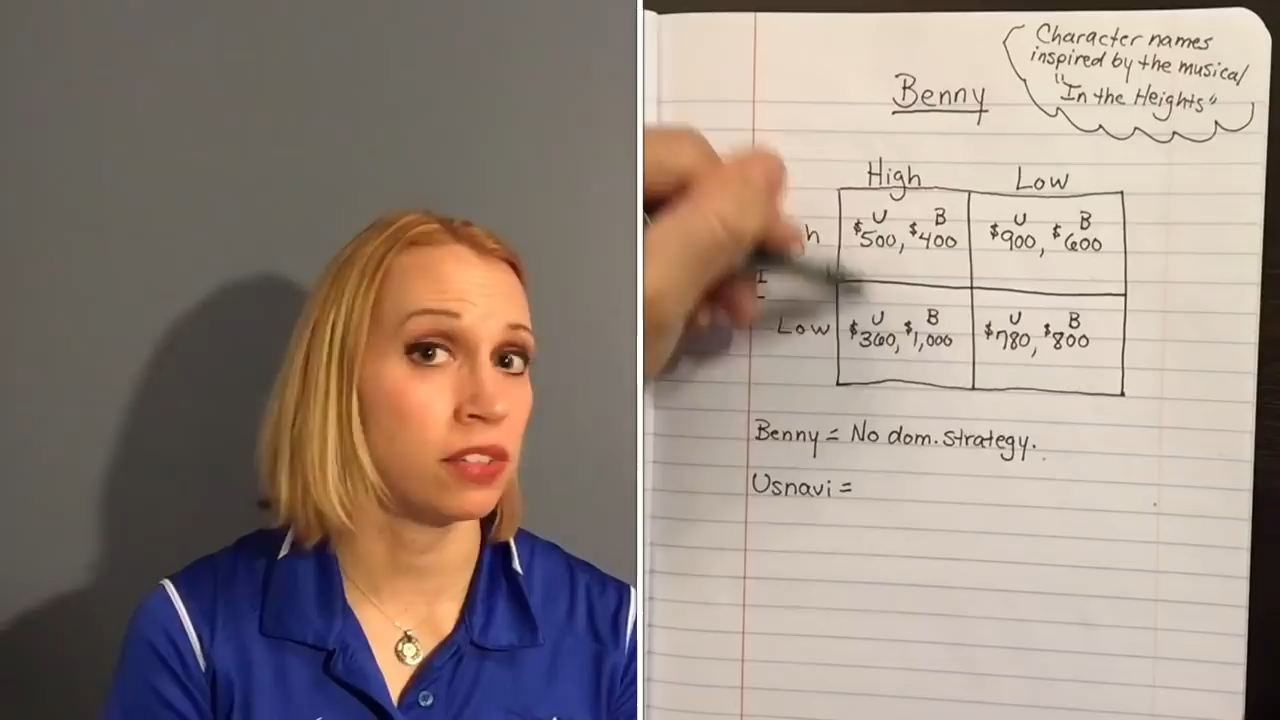 Character names
inspired by the musical
"In the Heights"
Benny
High Low
U B U B
$500, $400 $900, $600
Low
U B U B
$360, $1,000 $780, $800
Benny = No dom. strategy.
Usnavi =